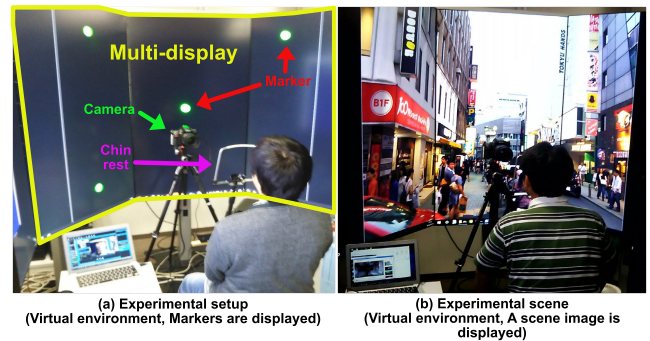 Multi-display
Marker
Camera
Chin
rest
(a) Experimental setup
(Virtual environment, Markers are displayed)
DOUTOR
TOKYU HANDS
B1F
(b) Experimental scene
(Virtual environment, A scene image is
displayed)